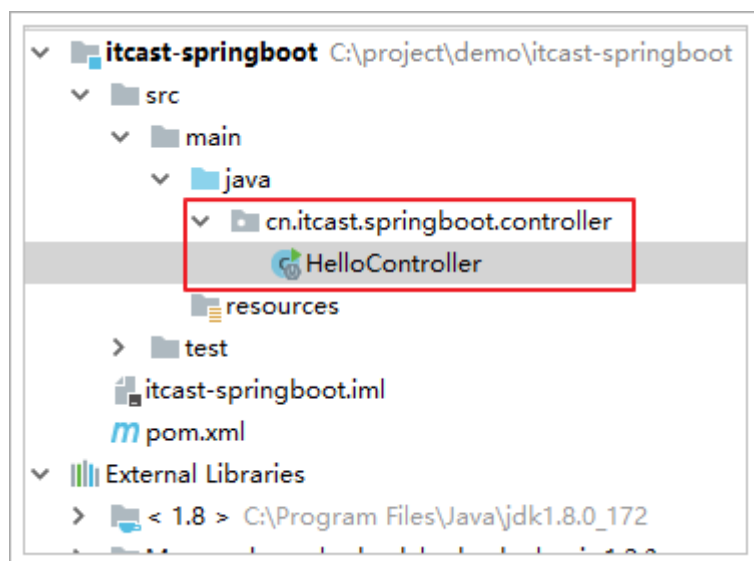 itcast-springboot C:\project\demo\itcast-springboot
src
main
java
cn.itcast.springboot.controller
HelloController
resources
test
itcast-springboot.iml
pom.xml
External Libraries
< 1.8 > C:\Program Files\Java\jdk1.8.0_172